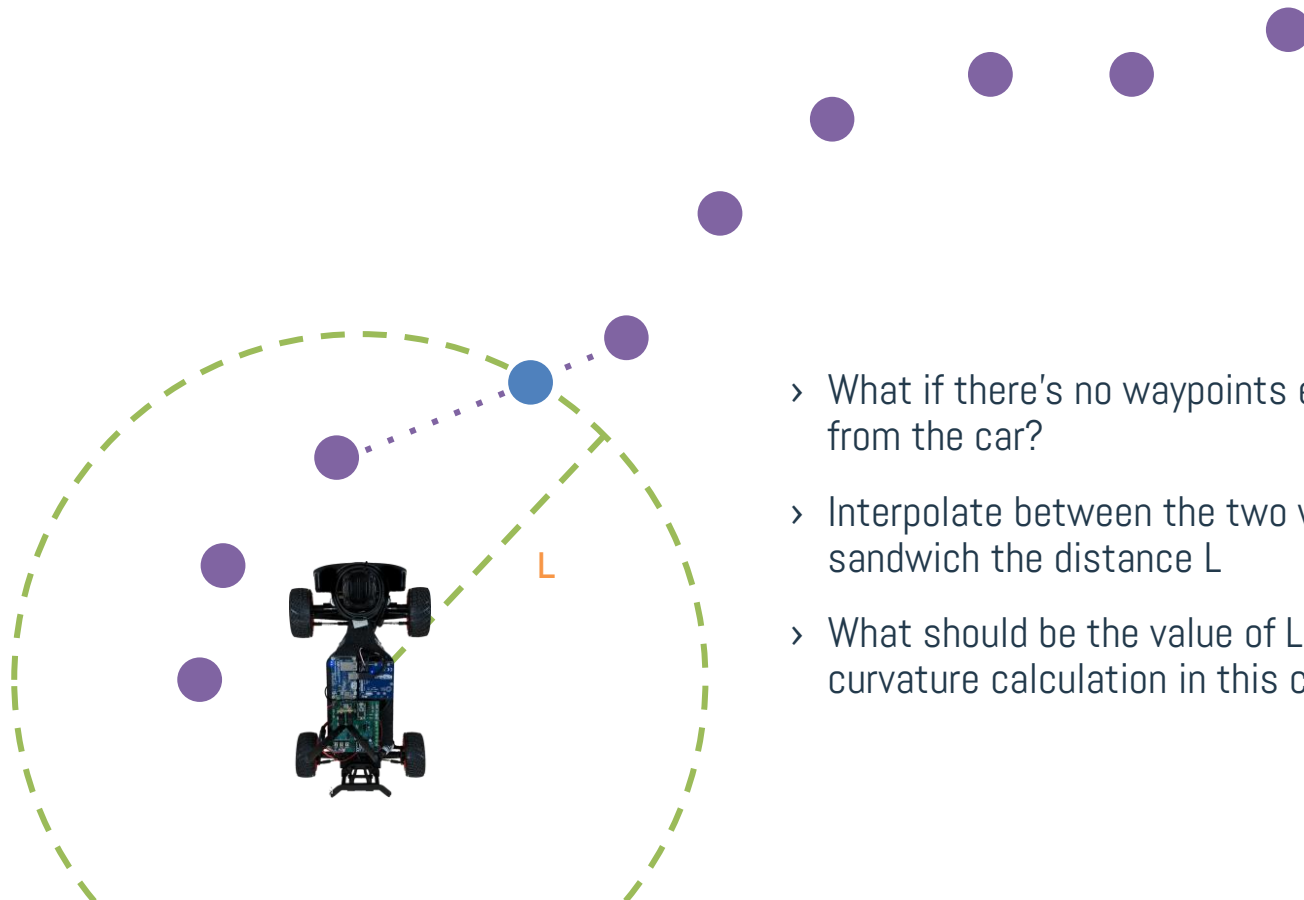 L
› What if there's no waypoints
from the car?
› Interpolate between the two
sandwich the distance L
› What should be the value of L
curvature calculation in this